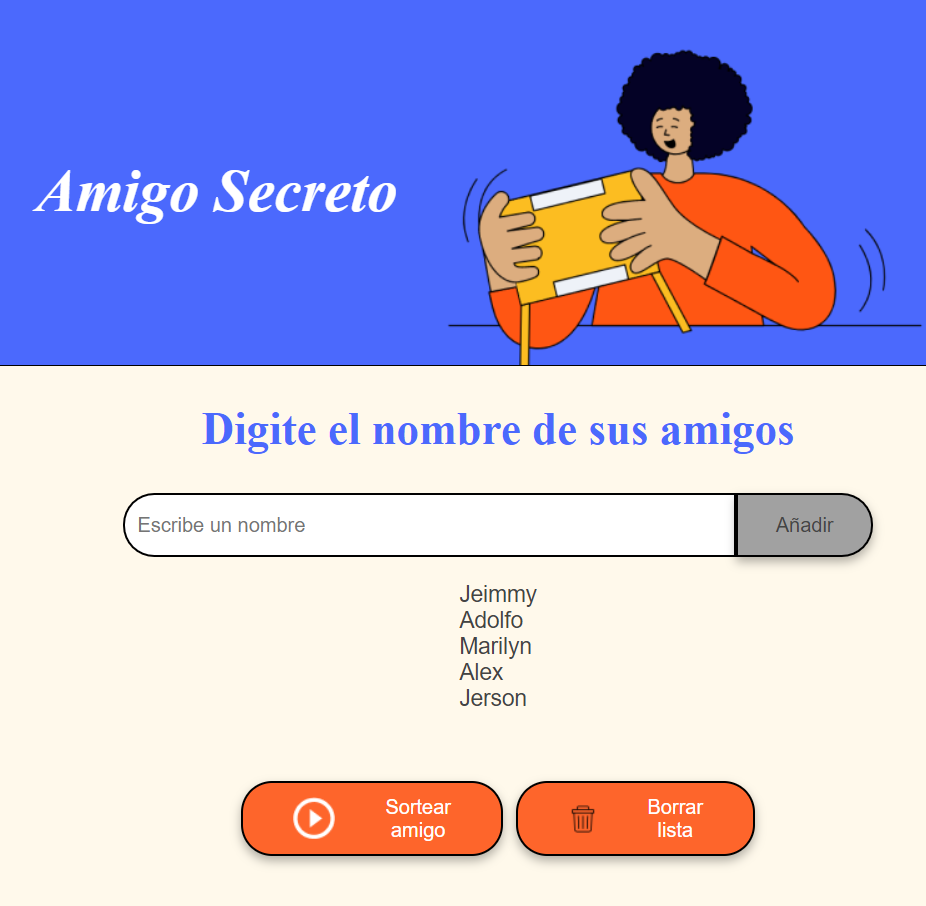 Amigo Secreto
Digite el nombre de sus amigos
Escribe un nombre
Añadir
Jeimmy
Adolfo
Marilyn
Alex
Jerson
Sortear
amigo
Borrar
lista